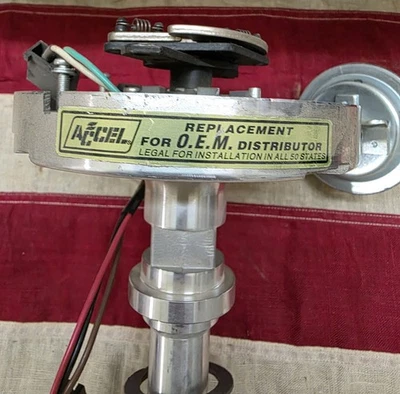 ACCEL
REPLACEMENT
FOR O.E.M. DISTRIBUTOR
LEGAL FOR INSTALLATION IN ALL 50 STATES